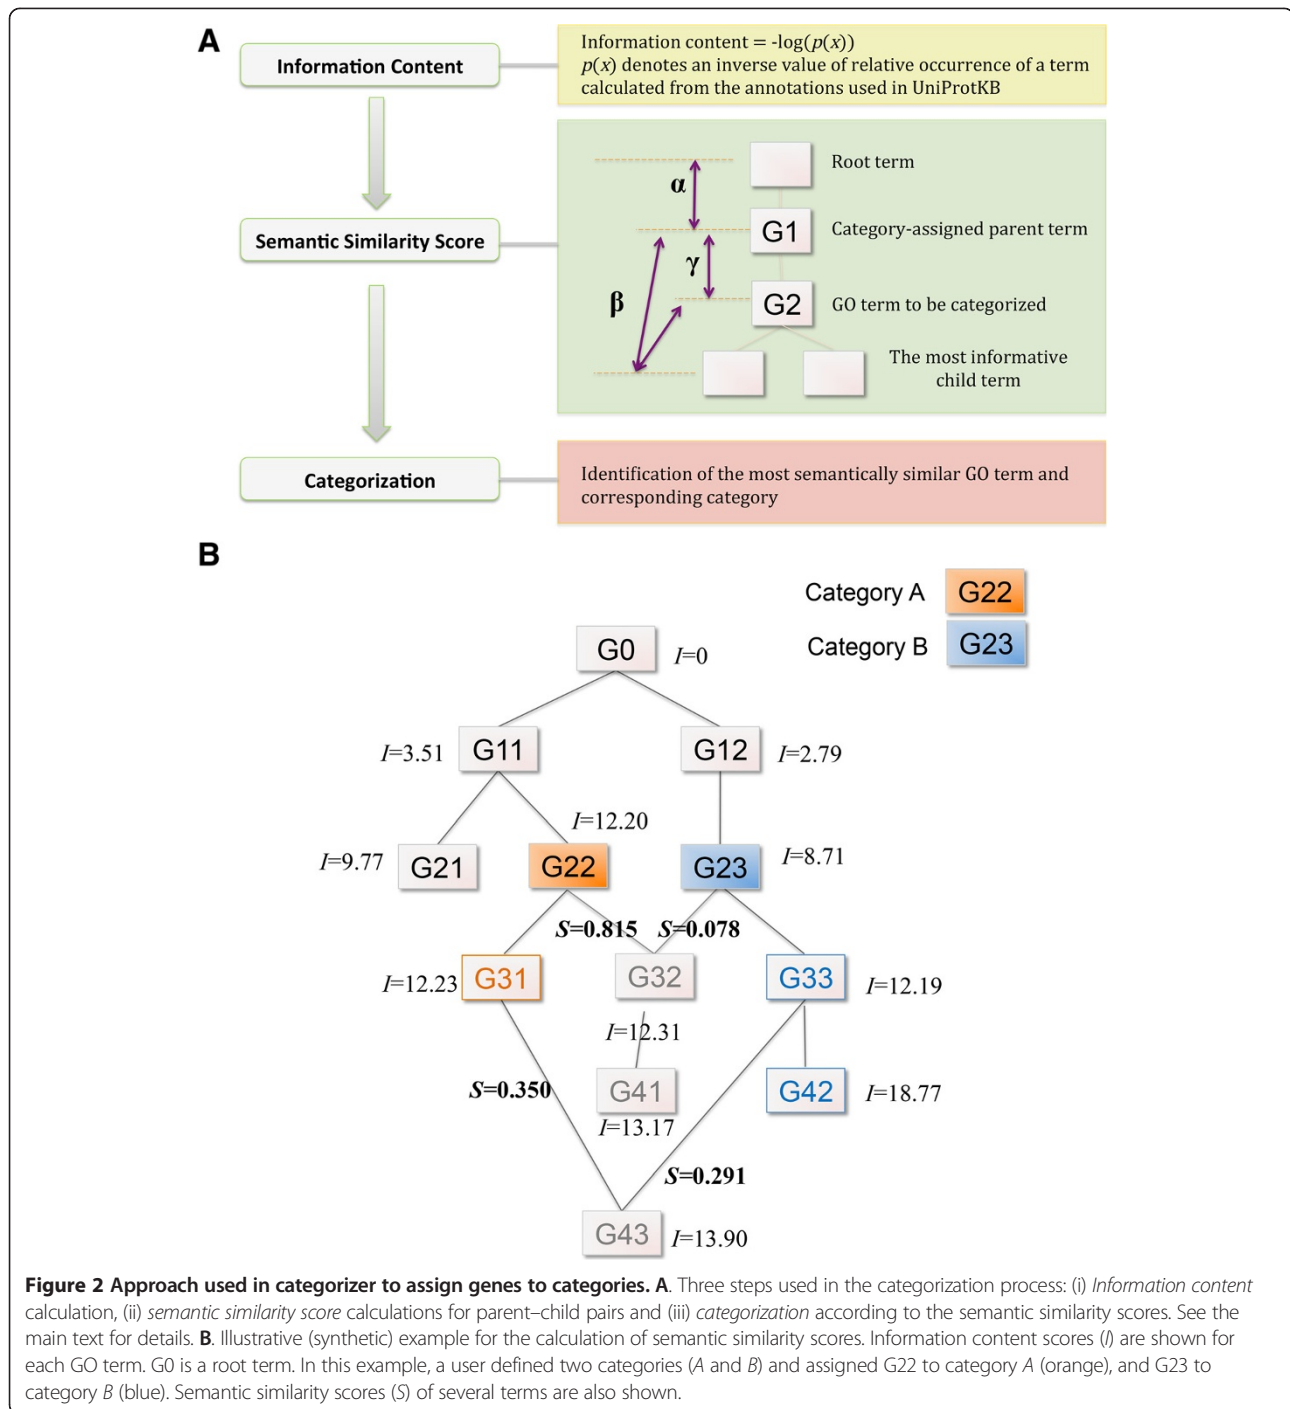 A
Information Content
Information content = -log(p(x))
p(x) denotes an inverse value of relative occurrence of a term
calculated from the annotations used in UniProtKB
Semantic Similarity Score
Root term
α
G1
Category-assigned parent term
γ
β
G2
GO term to be categorized
The most informative
child term
Categorization
Identification of the most semantically similar GO term and
corresponding category
B
Category A
G22
Category B
G23
G0
I=0
I=3.51
G11
G12
I=2.79
I=12.20
I=9.77
G21
G22
G23
I=8.71
S=0.815
S=0.078
I=12.23
G31
G32
G33
I=12.19
I=12.31
S=0.350
G41
G42
I=18.77
I=13.17
S=0.291
G43
I=13.90
Figure 2 Approach used in categorizer to assign genes to categories. A. Three steps used in the categorization process: (i) Information content
calculation, (ii) semantic similarity score calculations for parent–child pairs and (iii) categorization according to the semantic similarity scores. See the
main text for details. B. Illustrative (synthetic) example for the calculation of semantic similarity scores. Information content scores (I) are shown for
each GO term. G0 is a root term. In this example, a user defined two categories (A and B) and assigned G22 to category A (orange), and G23 to
category B (blue). Semantic similarity scores (S) of several terms are also shown.